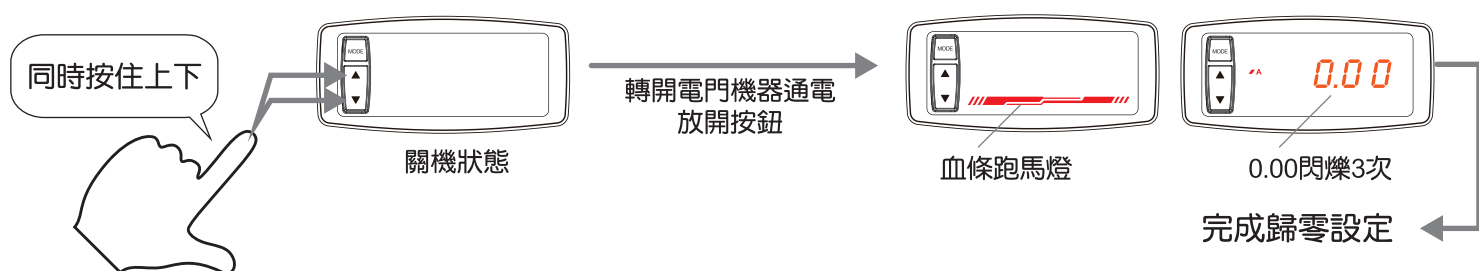 同時按住上下
MODE
▲
▼
關機狀態
轉開電門機器通電
放開按鈕
MODE
▲
▼
血條跑馬燈
MODE
▲
▼
A
0.00
0.00閃爍3次
完成歸零設定